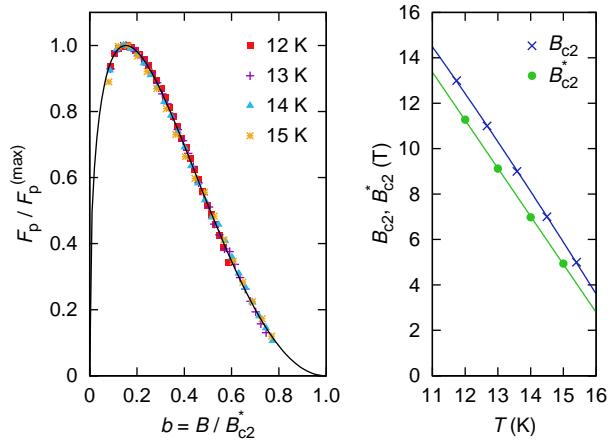 1.0
0.8
0.6
0.4
0.2
0
0
0.2
0.4
0.6
0.8
1.0
F_p / F_p^(max)
b = B / B*_c2
12 K
13 K
14 K
15 K
16
14
12
10
8
6
4
2
0
11
12
13
14
15
16
B_c2, B*_c2 (T)
T (K)
B_c2
B*_c2